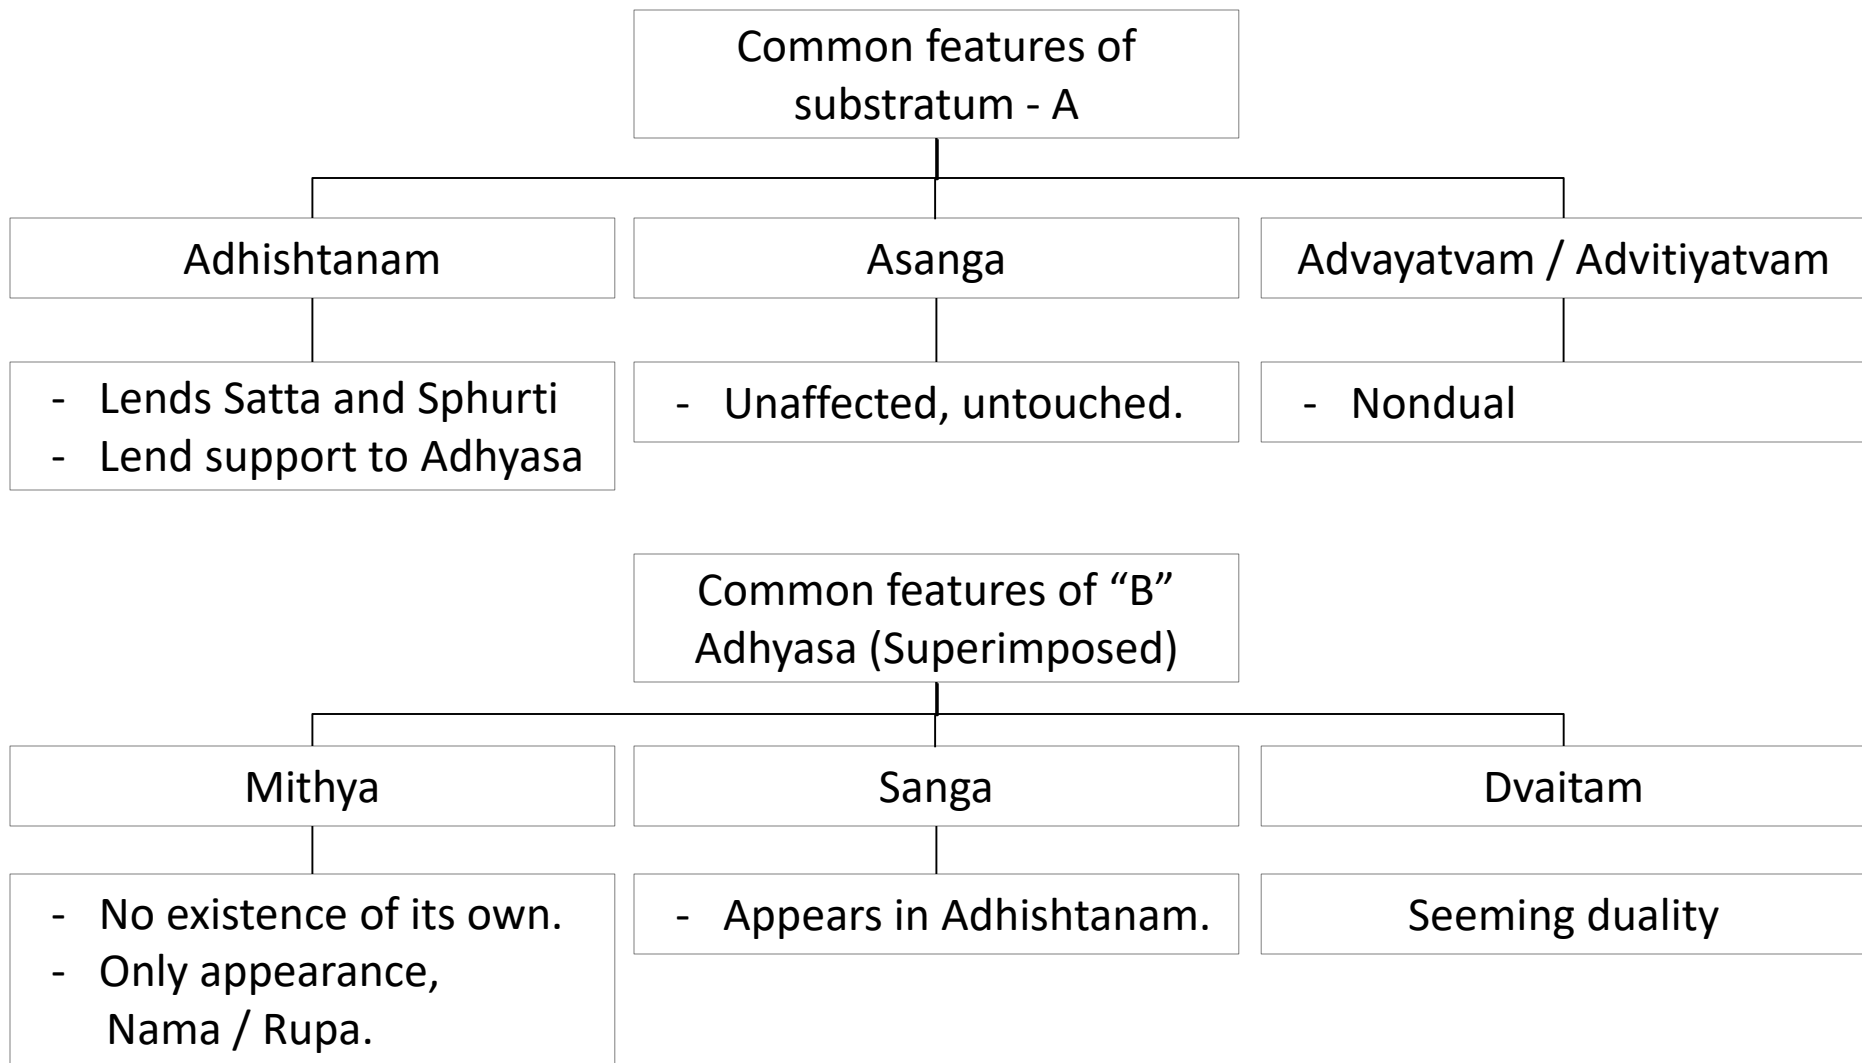 Common features of
substratum - A
Adhishtanam
Asanga
Advayatvam / Advitiyatvam
- Lends Satta and Sphurti
- Lend support to Adhyasa
- Unaffected, untouched.
- Nondual
Common features of “B”
Adhyasa (Superimposed)
Mithya
Sanga
Dvaitam
- No existence of its own.
- Only appearance,
Nama / Rupa.
- Appears in Adhishtanam.
Seeming duality